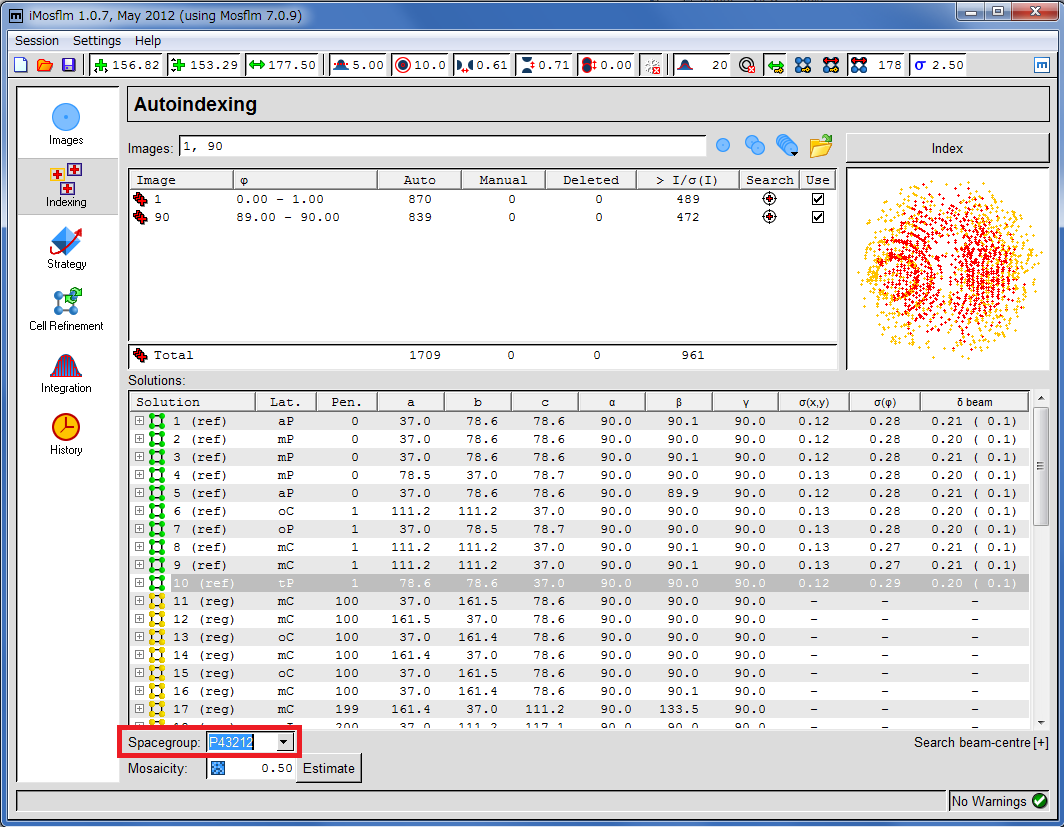 iMosflm 1.0.7, May 2012 (using Mosflm 7.0.9)
Session Settings Help
156.82 153.29 177.50 5.00 10.0 0.61 0.71 0.00 20 178 σ 2.50
Autoindexing
Images: 1, 90
Index
Image φ Auto Manual Deleted > I/σ(I) Search Use
1 0.00 - 1.00 870 0 0 489
90 89.00 - 90.00 839 0 0 472
Total 1709 0 0 961
Images
Indexing
Strategy
Cell Refinement
Integration
History
Solutions:
Solution Lat. Pen. a b c α β γ σ(x,y) σ(φ) δ beam
1 (ref) aP 0 37.0 78.6 78.6 90.0 90.1 90.0 0.12 0.28 0.21 ( 0.1)
2 (ref) mP 0 37.0 78.6 78.6 90.0 90.1 90.0 0.12 0.28 0.20 ( 0.1)
3 (ref) mP 0 37.0 78.6 78.6 90.0 90.1 90.0 0.12 0.28 0.21 ( 0.1)
4 (ref) mP 0 78.5 37.0 78.7 90.0 90.0 90.0 0.13 0.28 0.20 ( 0.1)
5 (ref) aP 0 37.0 78.6 78.6 90.0 89.9 90.0 0.12 0.28 0.21 ( 0.1)
6 (ref) oC 1 111.2 111.2 37.0 90.0 90.0 90.0 0.13 0.28 0.20 ( 0.1)
7 (ref) oP 1 37.0 78.5 78.7 90.0 90.0 90.0 0.13 0.28 0.20 ( 0.1)
8 (ref) mC 1 111.2 111.2 37.0 90.0 90.1 90.0 0.13 0.27 0.21 ( 0.1)
9 (ref) mC 1 111.2 111.2 37.0 90.0 90.1 90.0 0.13 0.27 0.21 ( 0.1)
10 (ref) tP 1 78.6 78.6 37.0 90.0 90.0 90.0 0.12 0.29 0.20 ( 0.1)
11 (reg) mC 100 37.0 161.5 78.6 90.0 90.0 90.0 - - -
12 (reg) mC 100 161.5 37.0 78.6 90.0 90.0 90.0 - - -
13 (reg) oC 100 37.0 161.4 78.6 90.0 90.0 90.0 - - -
14 (reg) mC 100 161.4 37.0 78.6 90.0 90.0 90.0 - - -
15 (reg) oC 100 37.0 161.5 78.6 90.0 90.0 90.0 - - -
16 (reg) mC 100 37.0 161.4 78.6 90.0 90.1 90.0 - - -
17 (reg) mC 199 161.4 37.0 111.2 90.0 133.5 90.0 - - -
Spacegroup: P43212
Search beam-centre [+]
Mosaicity: 0.50 Estimate
No Warnings